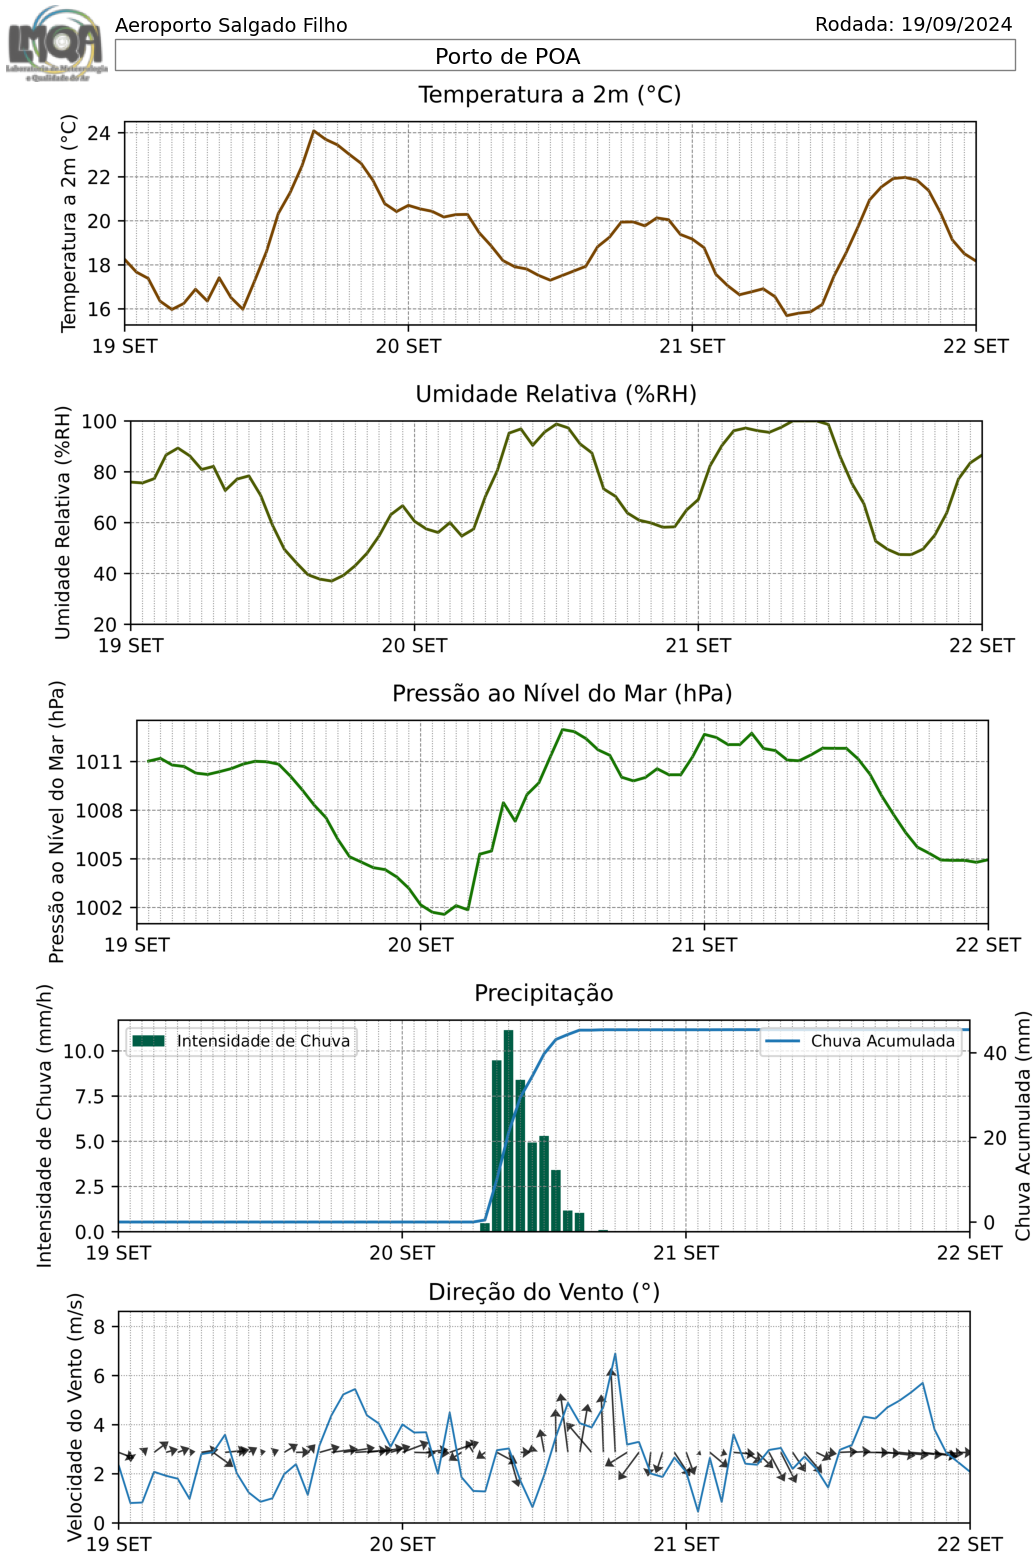 LMQA
Laboratório de Meteorologia
e Qualidade do Ar
Aeroporto Salgado Filho
Rodada: 19/09/2024
Porto de POA
Temperatura a 2m (°C)
Temperatura a 2m (°C)
24
22
20
18
16
19 SET
20 SET
21 SET
22 SET
Umidade Relativa (%RH)
Umidade Relativa (%RH)
100
80
60
40
20
19 SET
20 SET
21 SET
22 SET
Pressão ao Nível do Mar (hPa)
Pressão ao Nível do Mar (hPa)
1011
1008
1005
1002
19 SET
20 SET
21 SET
22 SET
Precipitação
Intensidade de Chuva (mm/h)
10.0
7.5
5.0
2.5
0.0
Intensidade de Chuva
Chuva Acumulada
40
20
0
Chuva Acumulada (mm)
19 SET
20 SET
21 SET
22 SET
Direção do Vento (°)
Velocidade do Vento (m/s)
8
6
4
2
0
19 SET
20 SET
21 SET
22 SET